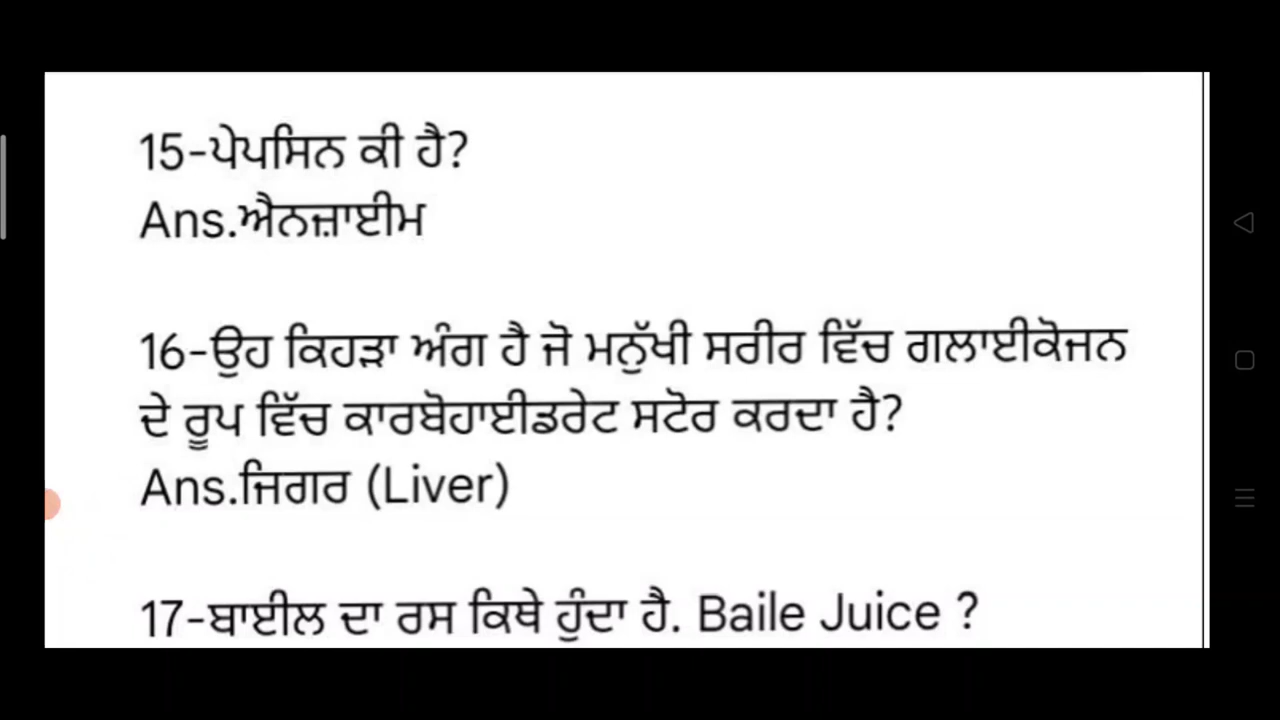 15-ਪੇਪਸਿਨ ਕੀ ਹੈ?
Ans.ਐਨਜ਼ਾਈਮ
16-ਉਹ ਕਿਹੜਾ ਅੰਗ ਹੈ ਜੋ ਮਨੁੱਖੀ ਸਰੀਰ ਵਿੱਚ ਗਲਾਈਕੋਜਨ
ਦੇ ਰੂਪ ਵਿੱਚ ਕਾਰਬੋਹਾਈਡਰੇਟ ਸਟੋਰ ਕਰਦਾ ਹੈ?
Ans.ਜਿਗਰ (Liver)
17-ਬਾਈਲ ਦਾ ਰਸ ਕਿਥੇ ਹੁੰਦਾ ਹੈ. Baile Juice ?